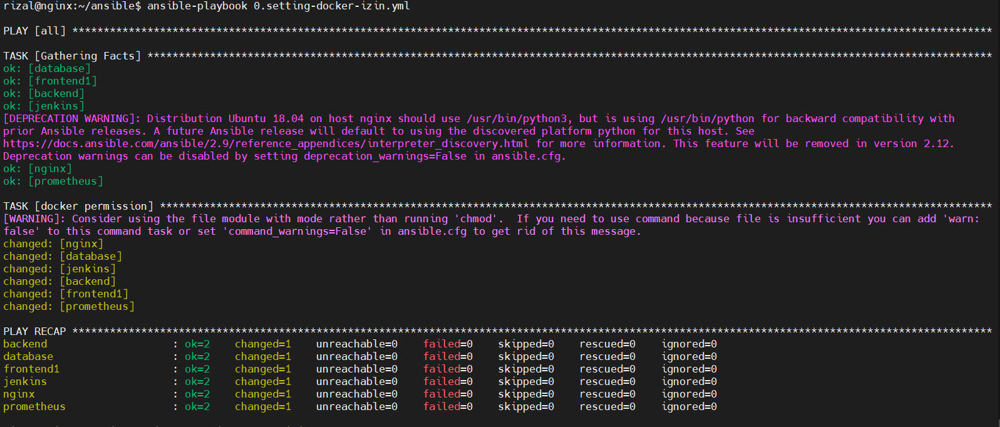 rizal@nginx:~/ansible$ ansible-playbook 0.setting-docker-izin.yml
PLAY [all] ***************************************************************************************************************************************************
TASK [Gathering Facts] ***************************************************************************************************************************************
ok: [database]
ok: [frontend1]
ok: [backend]
ok: [jenkins]
[DEPRECATION WARNING]: Distribution Ubuntu 18.04 on host nginx should use /usr/bin/python3, but is using /usr/bin/python for backward compatibility with
prior Ansible releases. A future Ansible release will default to using the discovered platform python for this host. See
https://docs.ansible.com/ansible/2.9/reference_appendices/interpreter_discovery.html for more information. This feature will be removed in version 2.12.
Deprecation warnings can be disabled by setting deprecation_warnings=False in ansible.cfg.
ok: [nginx]
ok: [prometheus]
TASK [docker permission] *************************************************************************************************************************************
[WARNING]: Consider using the file module with mode rather than running 'chmod'.  If you need to use command because file is insufficient you can add 'warn:
false' to this command task or set 'command_warnings=False' in ansible.cfg to get rid of this message.
changed: [nginx]
changed: [database]
changed: [jenkins]
changed: [backend]
changed: [frontend1]
changed: [prometheus]
PLAY RECAP ***************************************************************************************************************************************************
backend                    : ok=2    changed=1    unreachable=0    failed=0    skipped=0    rescued=0    ignored=0
database                   : ok=2    changed=1    unreachable=0    failed=0    skipped=0    rescued=0    ignored=0
frontend1                  : ok=2    changed=1    unreachable=0    failed=0    skipped=0    rescued=0    ignored=0
jenkins                    : ok=2    changed=1    unreachable=0    failed=0    skipped=0    rescued=0    ignored=0
nginx                      : ok=2    changed=1    unreachable=0    failed=0    skipped=0    rescued=0    ignored=0
prometheus                 : ok=2    changed=1    unreachable=0    failed=0    skipped=0    rescued=0    ignored=0